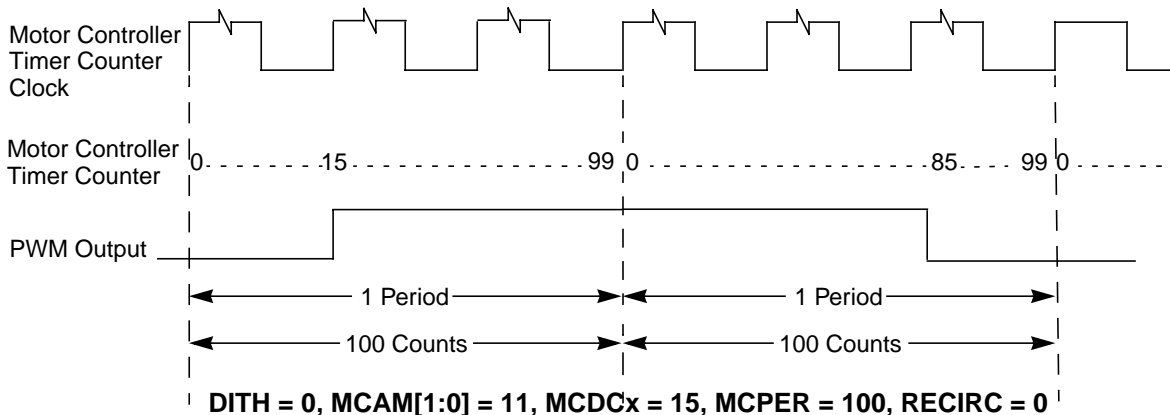 Motor Controller
Timer Counter
Clock
Motor Controller
Timer Counter
0 15 99 0 85 99 0
PWM Output
1 Period 1 Period
100 Counts 100 Counts
DITH = 0, MCAM[1:0] = 11, MCDCx = 15, MCPER = 100, RECIRC = 0